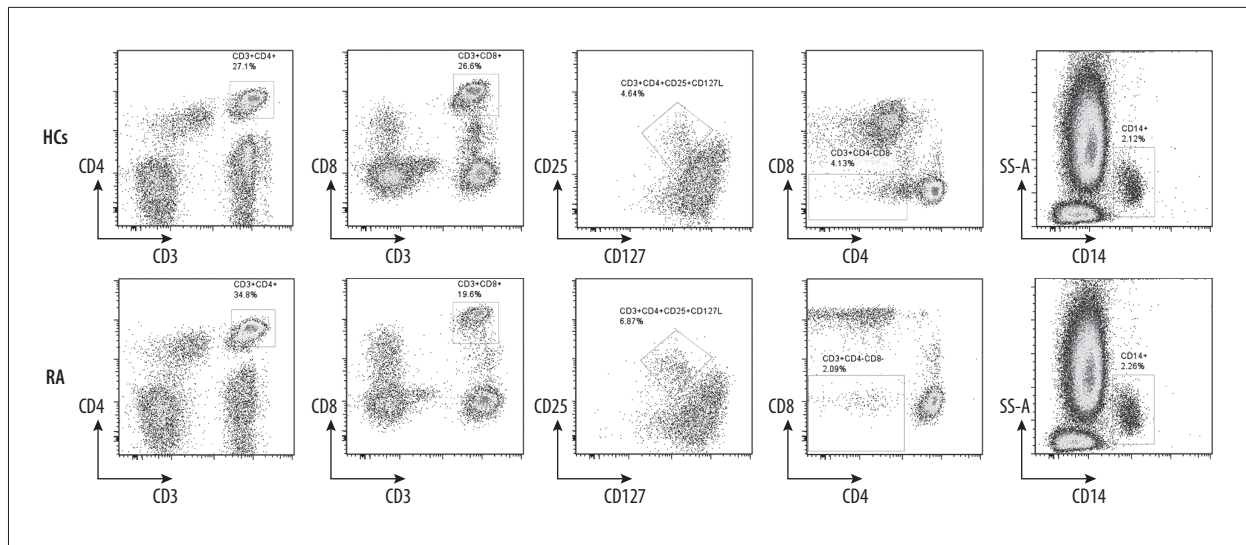 HCs
CD3+CD4+
27.1%
CD4
CD3
CD3+CD8+
26.6%
CD8
CD3
CD3+CD4+CD25+CD127L
4.64%
CD25
CD127
CD3+CD4-CD8-
4.13%
CD8
CD4
CD14+
2.12%
SS-A
CD14
RA
CD3+CD4+
34.8%
CD4
CD3
CD3+CD8+
19.6%
CD8
CD3
CD3+CD4+CD25+CD127L
6.87%
CD25
CD127
CD3+CD4-CD8-
2.09%
CD8
CD4
CD14+
2.26%
SS-A
CD14